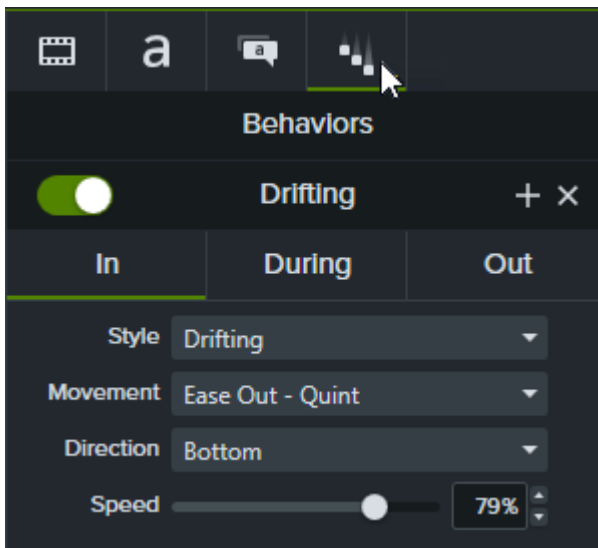 a
a
Behaviors
Drifting
In During Out
Style Drifting
Movement Ease Out - Quint
Direction Bottom
Speed 79%